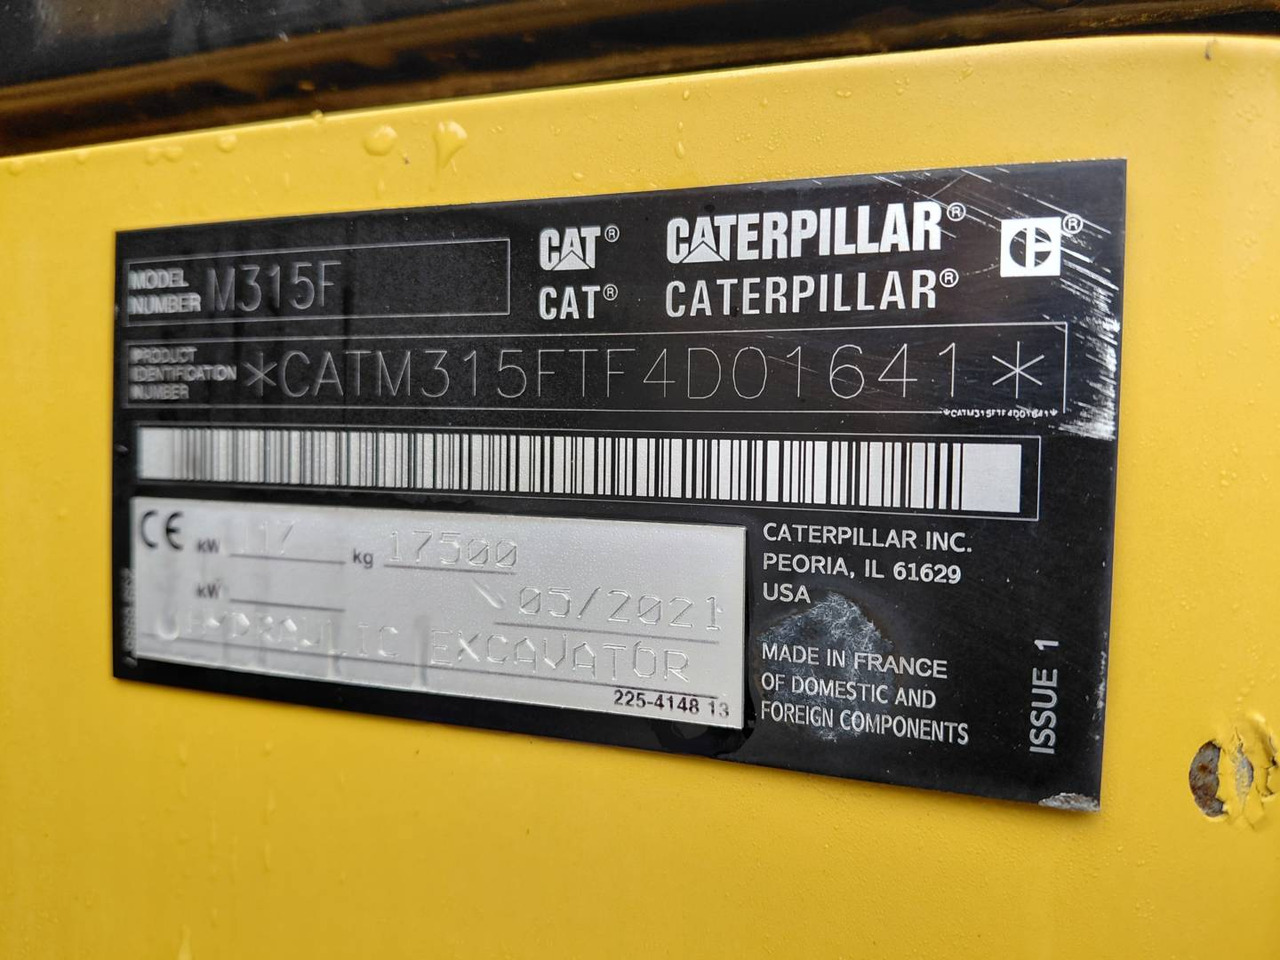 MODEL NUMBER M315F
CAT® CATERPILLAR® ®
CAT® CATERPILLAR®
PRODUCT IDENTIFICATION NUMBER *CATM315FTF4D01641*
*CATM315FTF4D01641*
CE kW kg 17500
kW 05/2021
HYDRAULIC EXCAVATOR
225-4148 13
CATERPILLAR INC.
PEORIA, IL 61629
USA
MADE IN FRANCE
OF DOMESTIC AND
FOREIGN COMPONENTS
ISSUE 1